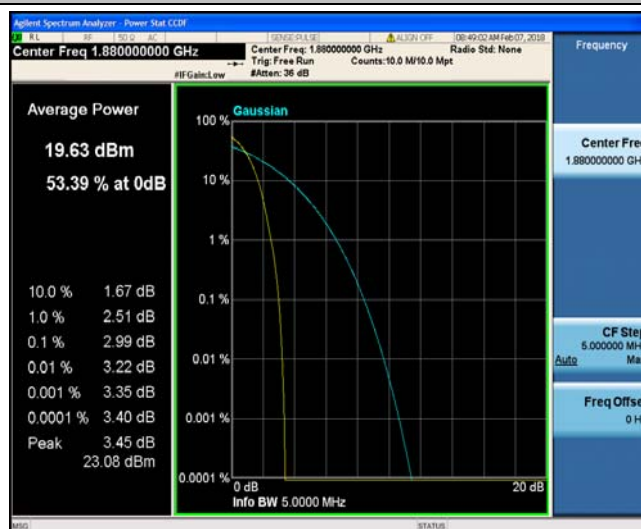 Agilent Spectrum Analyzer - Power Stat CCDF
RL RF 50 Ω AC SENSE:PULSE ALIGN OFF 08:49:02 AM Feb 07, 2018
Center Freq 1.880000000 GHz
Center Freq: 1.880000000 GHz Radio Std: None
Trig: Free Run Counts:10.0 M/10.0 Mpt
#IFGain:Low #Atten: 36 dB
Frequency
Average Power
19.63 dBm
53.39 % at 0dB
10.0 % 1.67 dB
1.0 % 2.51 dB
0.1 % 2.99 dB
0.01 % 3.22 dB
0.001 % 3.35 dB
0.0001 % 3.40 dB
Peak 3.45 dB
23.08 dBm
Gaussian
100 %
10 %
1 %
0.1 %
0.01 %
0.001 %
0.0001 %
0 dB 20 dB
Info BW 5.0000 MHz
Center Fre
1.880000000 GH
CF Step
5.000000 MH
Auto Ma
Freq Offse
0 H
MSG STATUS